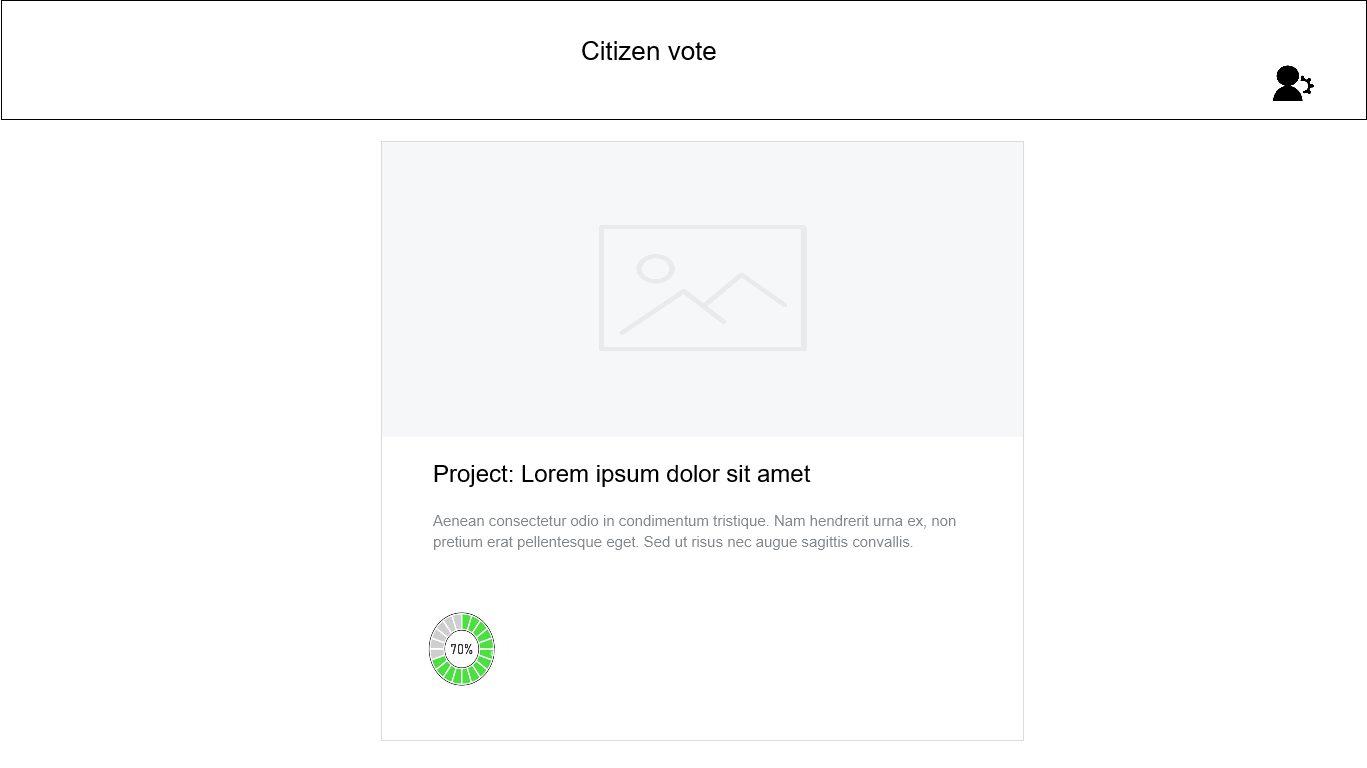 Citizen vote
Project: Lorem ipsum dolor sit amet
Aenean consectetur odio in condimentum tristique. Nam hendrerit urna ex, non
pretium erat pellentesque eget. Sed ut risus nec augue sagittis convallis.
70%